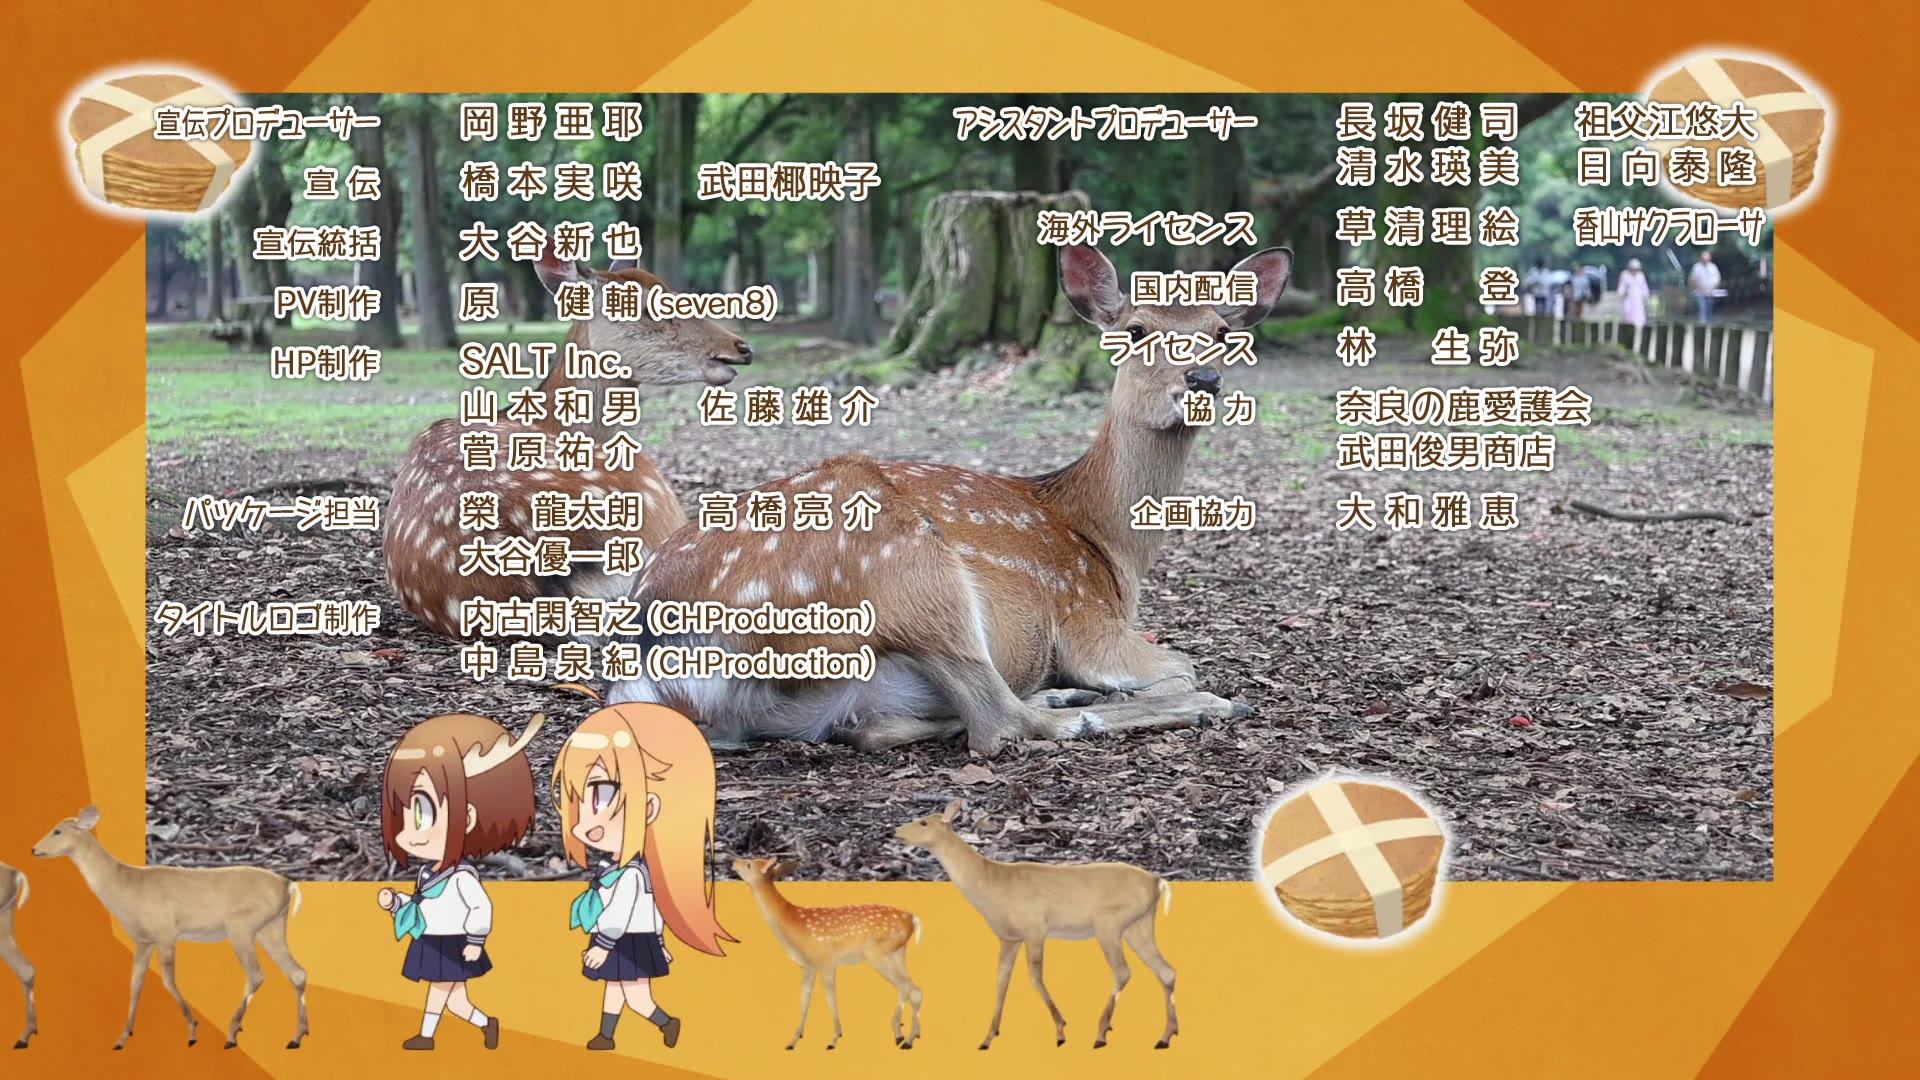 宣伝プロデューサー 岡野亜耶
宣伝 橋本実咲 武田椰映子
宣伝統括 大谷新也
PV制作 原 健輔(seven8)
HP制作 SALT Inc.
山本和男 佐藤雄介
菅原祐介
パッケージ担当 榮 龍太朗 高橋亮介
大谷優一郎
タイトルロゴ制作 内古閑智之(CHProduction)
中島泉紀(CHProduction)
アシスタントプロデューサー 長坂健司 祖父江悠大
清水瑛美 日向泰隆
海外ライセンス 草清理絵 香山サクラローサ
国内配信 高橋 登
ライセンス 林 生弥
協力 奈良の鹿愛護会
武田俊男商店
企画協力 大和雅恵